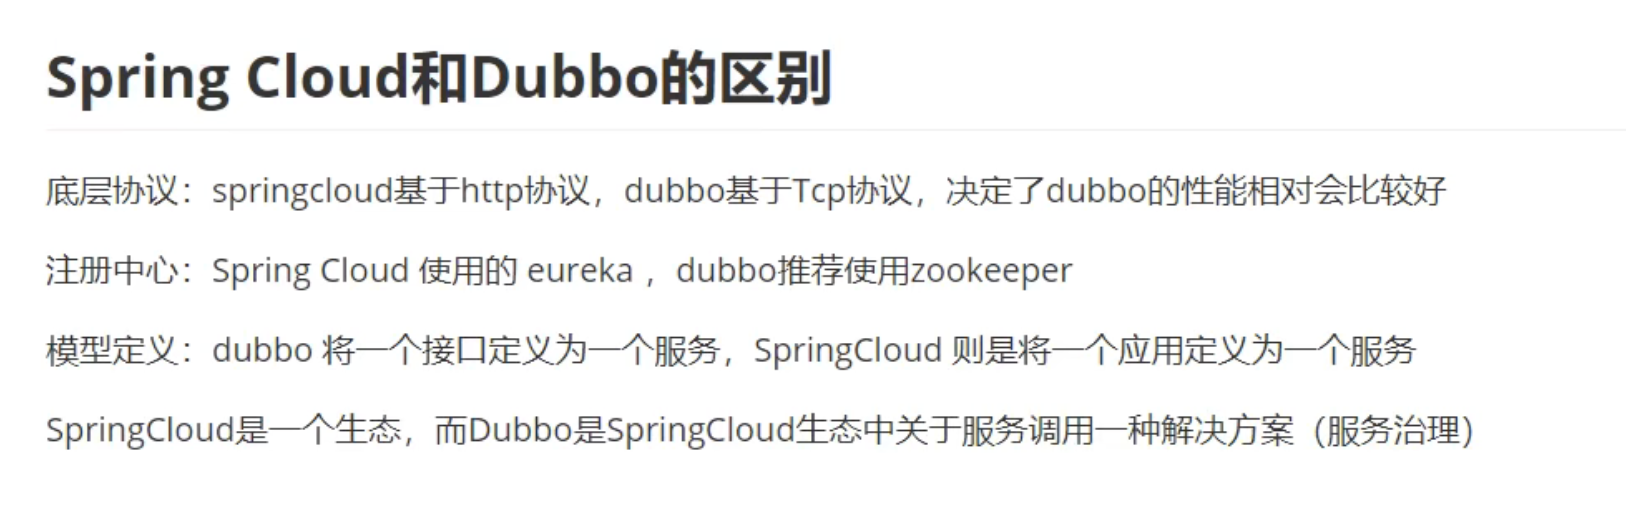 Spring Cloud和Dubbo的区别
底层协议：springcloud基于http协议，dubbo基于Tcp协议，决定了dubbo的性能相对会比较好
注册中心：Spring Cloud 使用的 eureka ，dubbo推荐使用zookeeper
模型定义：dubbo 将一个接口定义为一个服务，SpringCloud 则是将一个应用定义为一个服务
SpringCloud是一个生态，而Dubbo是SpringCloud生态中关于服务调用一种解决方案（服务治理）